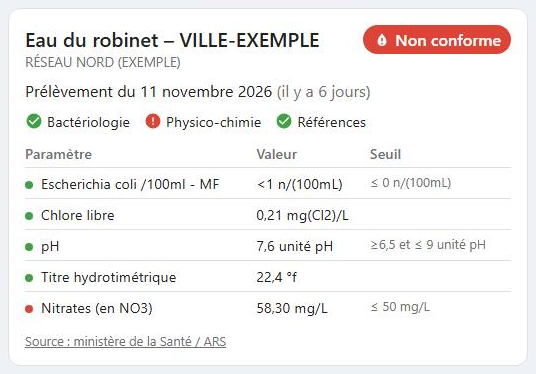 Eau du robinet – VILLE-EXEMPLE
Non conforme
RÉSEAU NORD (EXEMPLE)
Prélèvement du 11 novembre 2026 (il y a 6 jours)
Bactériologie Physico-chimie Références
Paramètre Valeur Seuil
Escherichia coli /100ml - MF <1 n/(100mL) ≤ 0 n/(100mL)
Chlore libre 0,21 mg(Cl2)/L
pH 7,6 unité pH ≥6,5 et ≤ 9 unité pH
Titre hydrotimétrique 22,4 °f
Nitrates (en NO3) 58,30 mg/L ≤ 50 mg/L
Source : ministère de la Santé / ARS